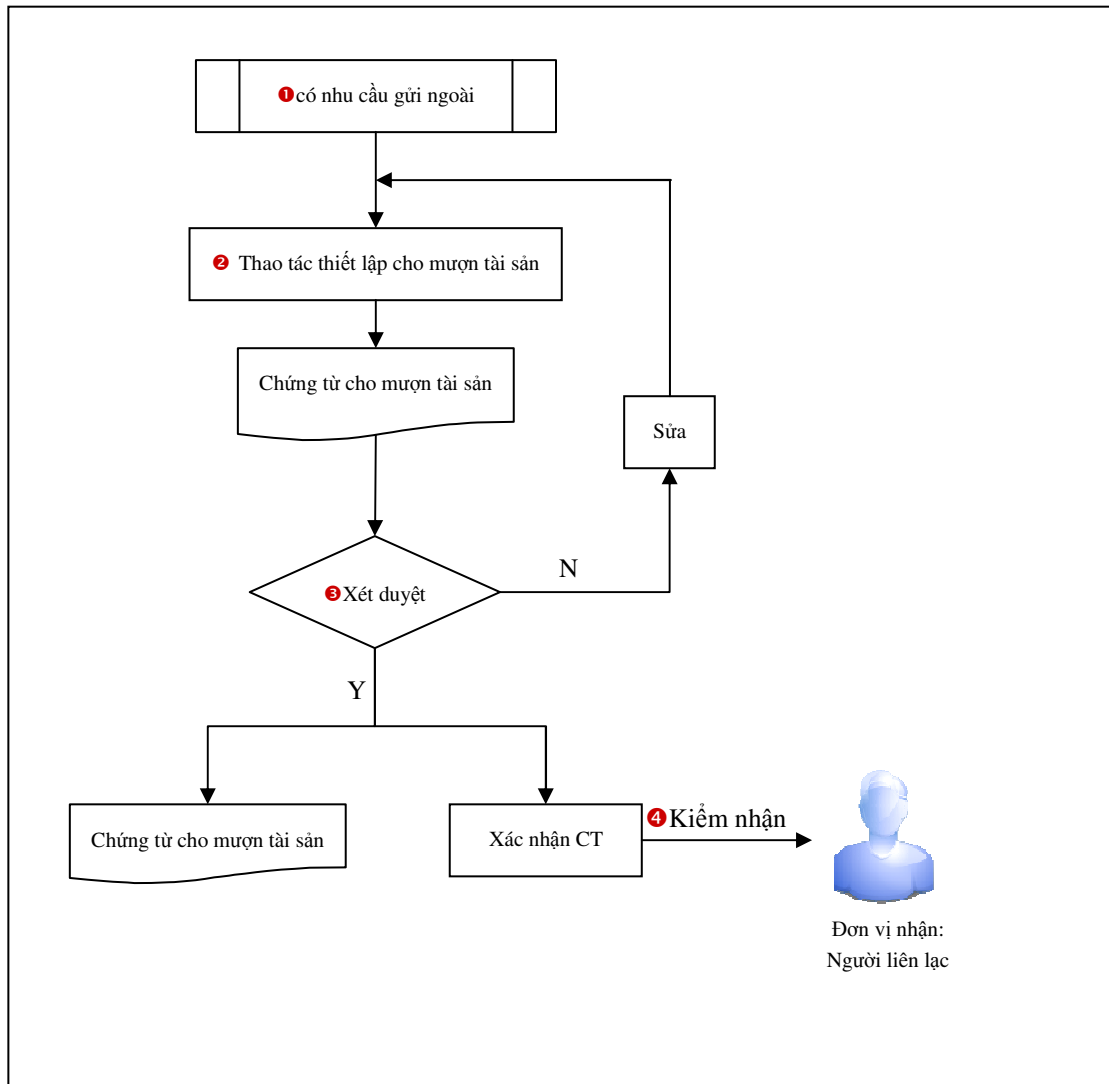 ❶có nhu cầu gửi ngoài
❷ Thao tác thiết lập cho mượn tài sản
Chứng từ cho mượn tài sản
Sửa
N
❸Xét duyệt
Y
Chứng từ cho mượn tài sản
Xác nhận CT
❹Kiểm nhận
Đơn vị nhận:
Người liên lạc